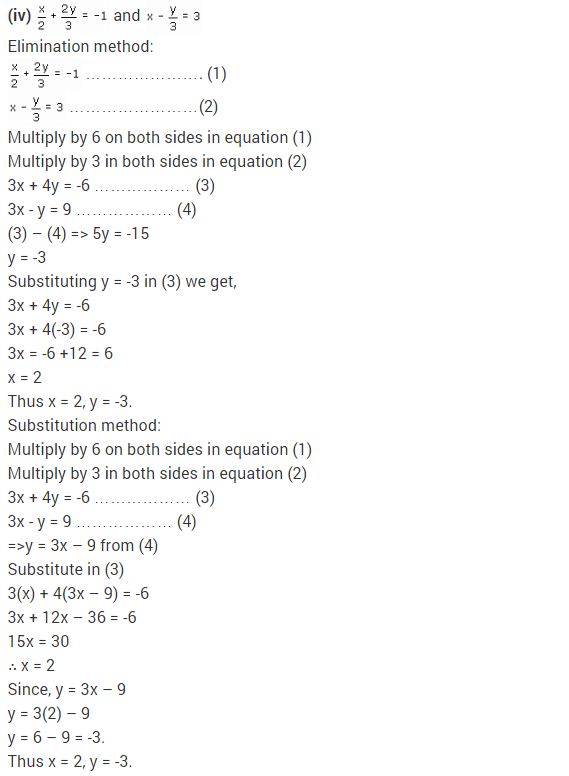 (iv) x/2 + 2y/3 = -1 and x - y/3 = 3
Elimination method:
x/2 + 2y/3 = -1 ........................ (1)
x - y/3 = 3 ..........................(2)
Multiply by 6 on both sides in equation (1)
Multiply by 3 in both sides in equation (2)
3x + 4y = -6 ................... (3)
3x - y = 9 ................... (4)
(3) – (4) => 5y = -15
y = -3
Substituting y = -3 in (3) we get,
3x + 4y = -6
3x + 4(-3) = -6
3x = -6 +12 = 6
x = 2
Thus x = 2, y = -3.
Substitution method:
Multiply by 6 on both sides in equation (1)
Multiply by 3 in both sides in equation (2)
3x + 4y = -6 ................... (3)
3x - y = 9 ................... (4)
=>y = 3x – 9 from (4)
Substitute in (3)
3(x) + 4(3x – 9) = -6
3x + 12x – 36 = -6
15x = 30
∴ x = 2
Since, y = 3x – 9
y = 3(2) – 9
y = 6 – 9 = -3.
Thus x = 2, y = -3.